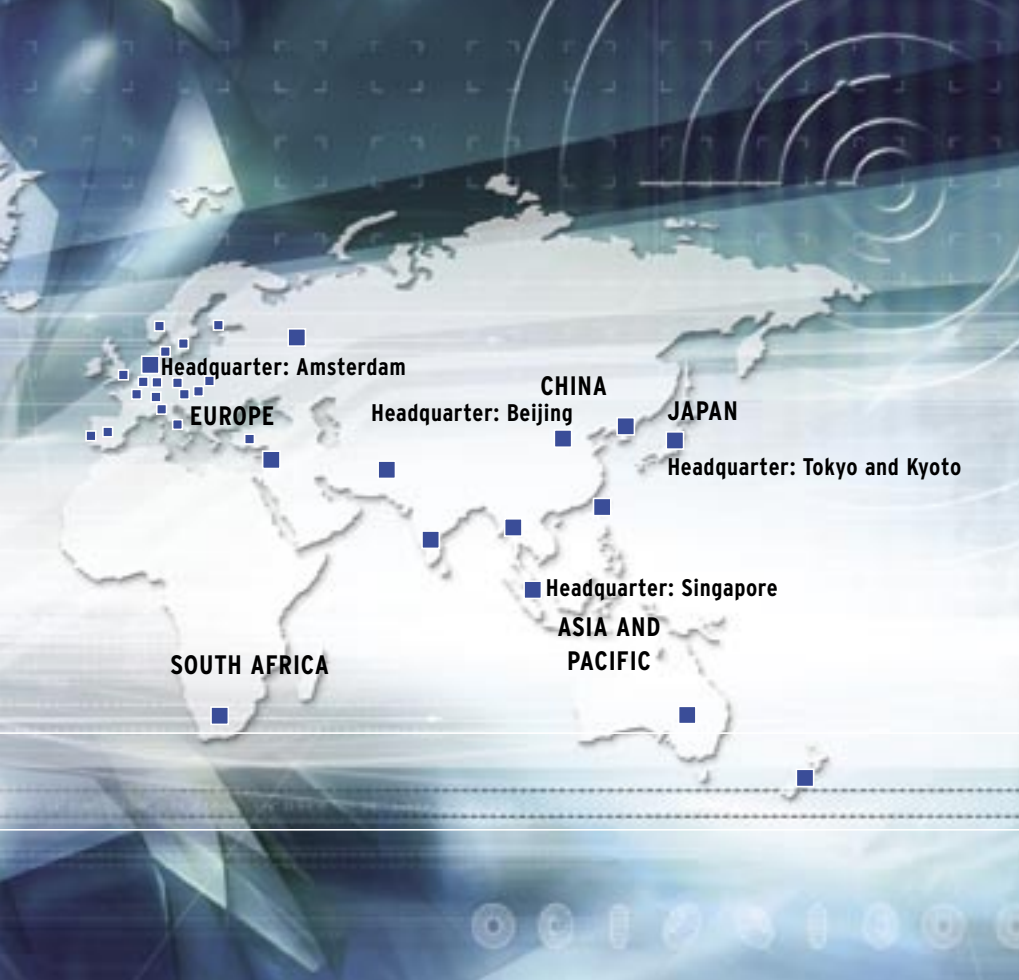 Headquarter: Amsterdam
EUROPE
CHINA
Headquarter: Beijing
JAPAN
Headquarter: Tokyo and Kyoto
Headquarter: Singapore
ASIA AND
PACIFIC
SOUTH AFRICA